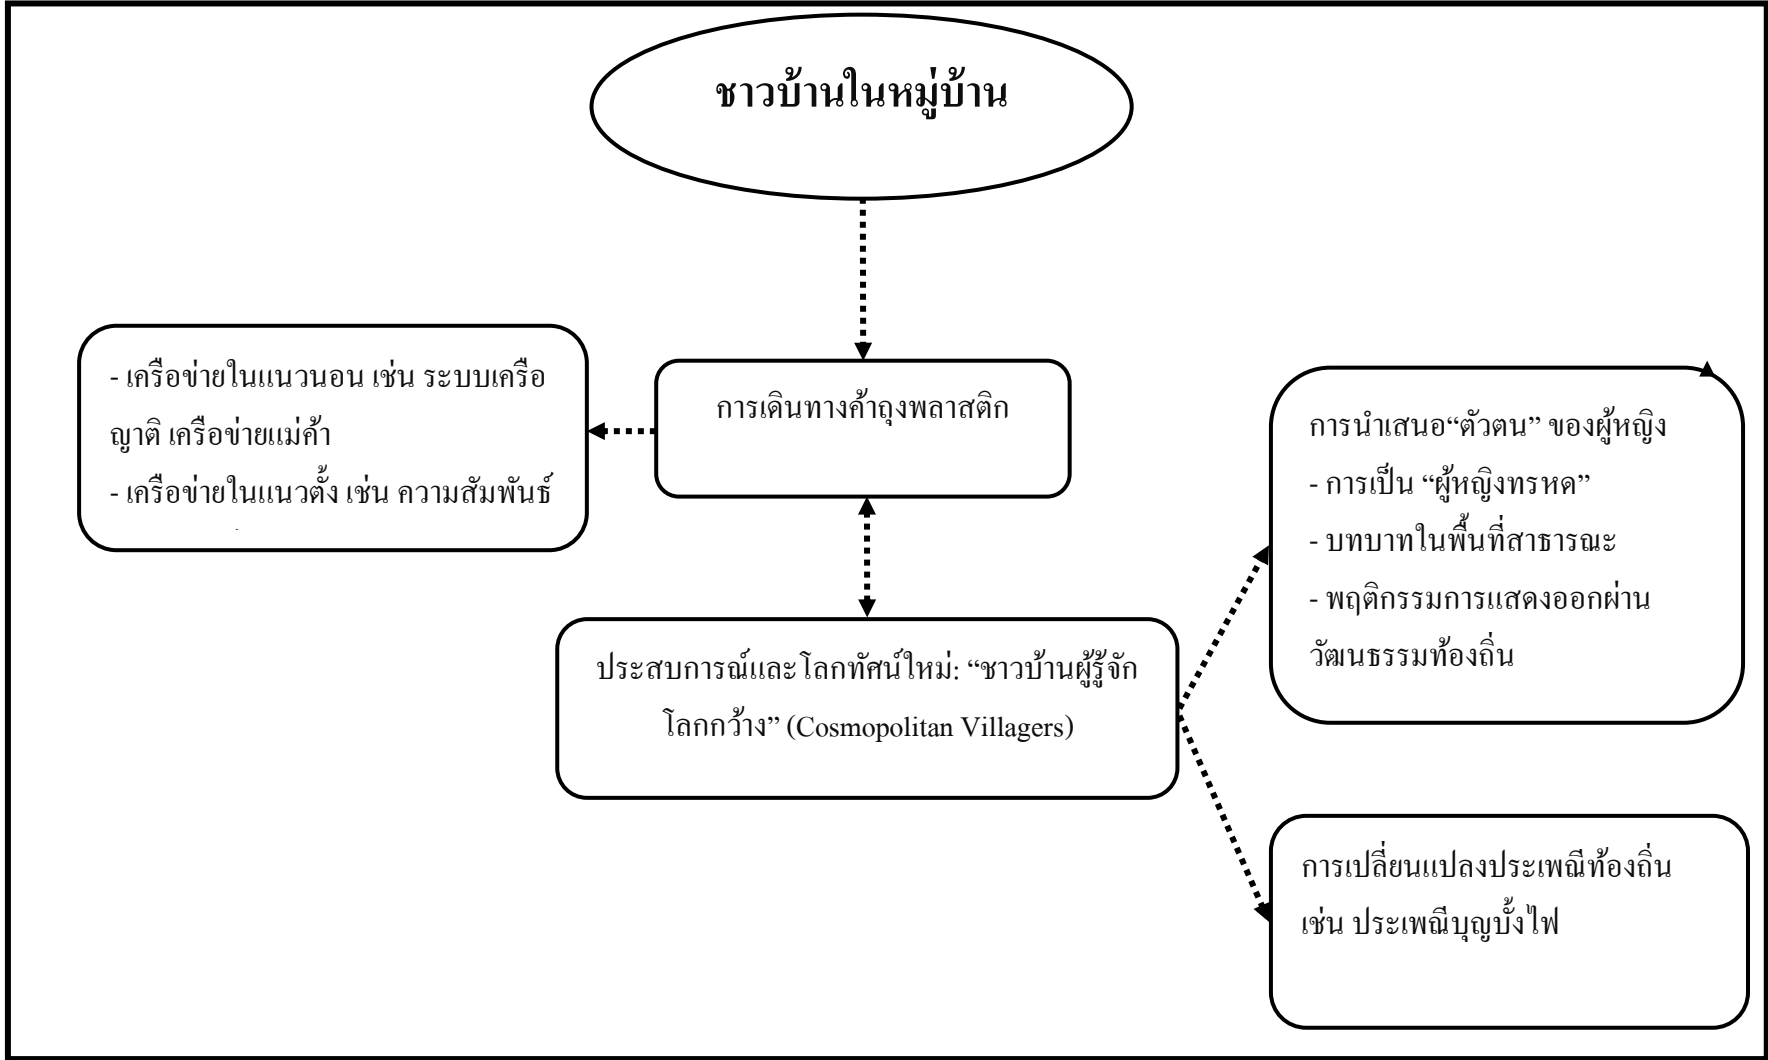 ชาวบ้านในหมู่บ้าน
- เครือข่ายในแนวนอน เช่น ระบบเครือ
ญาติ เครือข่ายแม่ค้า
- เครือข่ายในแนวตั้ง เช่น ความสัมพันธ์
การเดินทางค้าถุงพลาสติก
ประสบการณ์และโลกทัศน์ใหม่: “ชาวบ้านผู้รู้จัก
โลกกว้าง” (Cosmopolitan Villagers)
การนำเสนอ“ตัวตน” ของผู้หญิง
- การเป็น “ผู้หญิงทรหด”
- บทบาทในพื้นที่สาธารณะ
- พฤติกรรมการแสดงออกผ่าน
วัฒนธรรมท้องถิ่น
การเปลี่ยนแปลงประเพณีท้องถิ่น
เช่น ประเพณีบุญบั้งไฟ